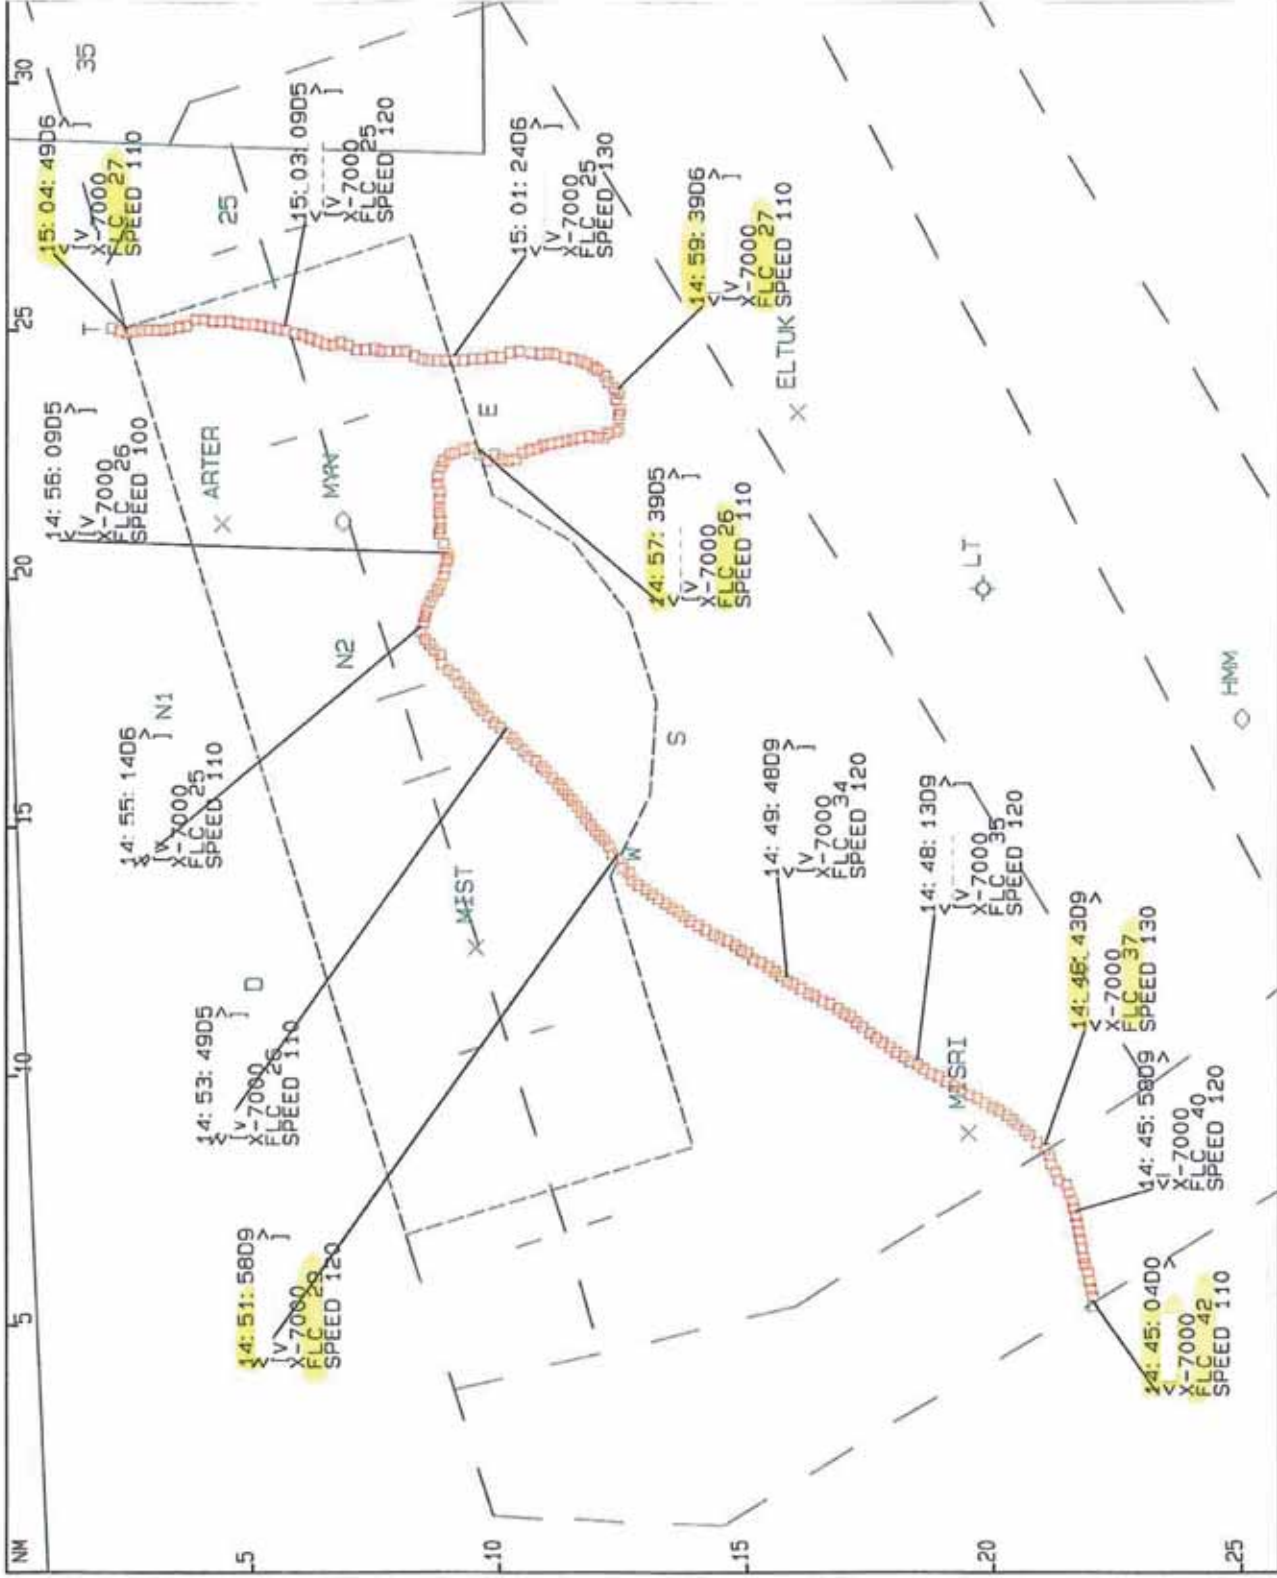 NM
5
10
15
20
25
30
5
10
15
20
25
35
25
T
15: 04: 49D6 >
< [V ]
X-7000
FLC 27
SPEED 110
15: 03: 09D5 >
< [V ]
X-7000
FLC 25
SPEED 120
15: 01: 24D6 >
< [V ]
X-7000
FLC 25
SPEED 130
14: 59: 39D6 >
< [V ]
X-7000
FLC 27
SPEED 110
14: 57: 39D5 >
< [V ]
X-7000
FLC 26
SPEED 110
14: 56: 09D5 >
< [V ]
X-7000
FLC 26
SPEED 100
14: 55: 14D6 >
< [V ]
X-7000
FLC 25
SPEED 110
14: 53: 49D5 >
< [V ]
X-7000
FLC 26
SPEED 110
14: 51: 58D9 >
< [V ]
X-7000
FLC 29
SPEED 120
14: 49: 48D9 >
< [V ]
X-7000
FLC 34
SPEED 120
14: 48: 13D9 >
< [V ]
X-7000
FLC 35
SPEED 120
14: 46: 43D9 >
<
X-7000
FLC 37
SPEED 130
14: 45: 58D9 >
<
X-7000
FLC 40
SPEED 120
14: 45: 04D0 >
<
X-7000
FLC 42
SPEED 110
ARTER
N2
N1
D
MIST
E
S
W
ELTUK
LT
HMM